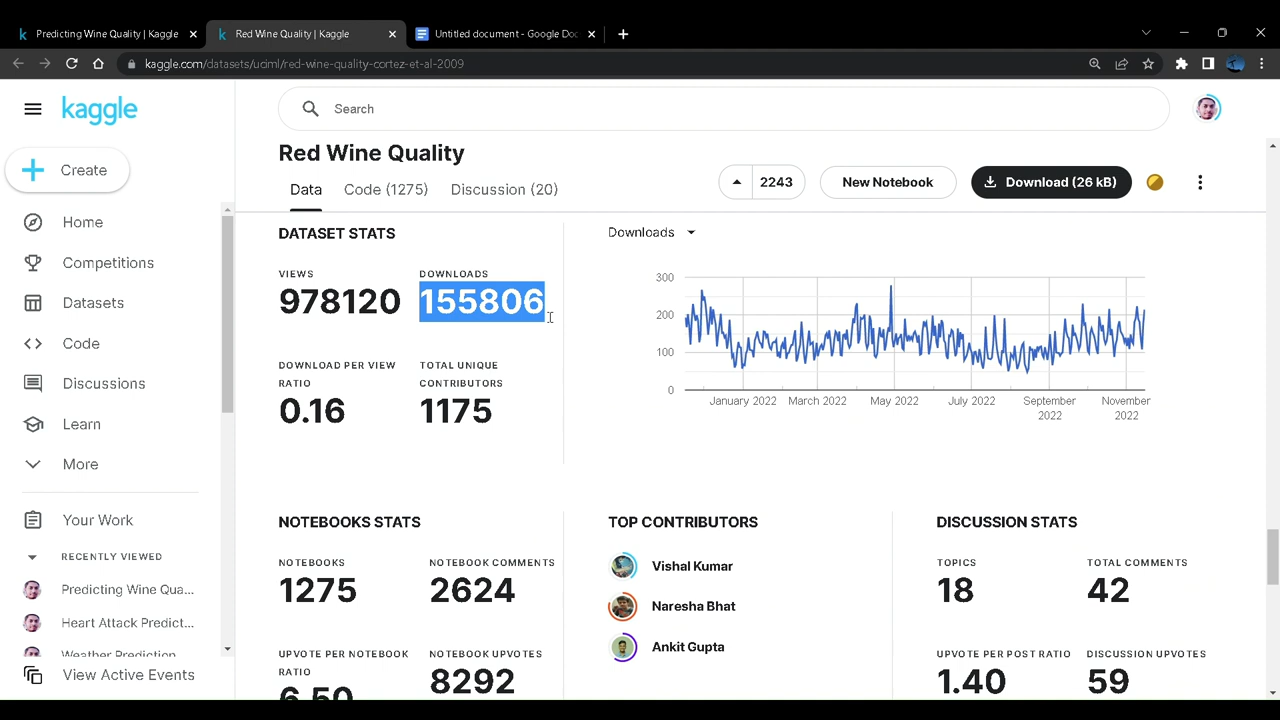 Predicting Wine Quality | Kaggle
Red Wine Quality | Kaggle
Untitled document - Google Doc
kaggle.com/datasets/uciml/red-wine-quality-cortez-et-al-2009
kaggle
Search
Create
Home
Competitions
Datasets
Code
Discussions
Learn
More
Your Work
RECENTLY VIEWED
Predicting Wine Qua...
Heart Attack Predict...
Weather Prediction
View Active Events
Red Wine Quality
Data
Code (1275)
Discussion (20)
2243
New Notebook
Download (26 kB)
DATASET STATS
VIEWS
978120
DOWNLOADS
155806
DOWNLOAD PER VIEW
RATIO
0.16
TOTAL UNIQUE
CONTRIBUTORS
1175
Downloads
300
200
100
0
January 2022
March 2022
May 2022
July 2022
September
2022
November
2022
NOTEBOOKS STATS
NOTEBOOKS
1275
NOTEBOOK COMMENTS
2624
UPVOTE PER NOTEBOOK
RATIO
6.50
NOTEBOOK UPVOTES
8292
TOP CONTRIBUTORS
Vishal Kumar
Naresha Bhat
Ankit Gupta
DISCUSSION STATS
TOPICS
18
TOTAL COMMENTS
42
UPVOTE PER POST RATIO
1.40
DISCUSSION UPVOTES
59